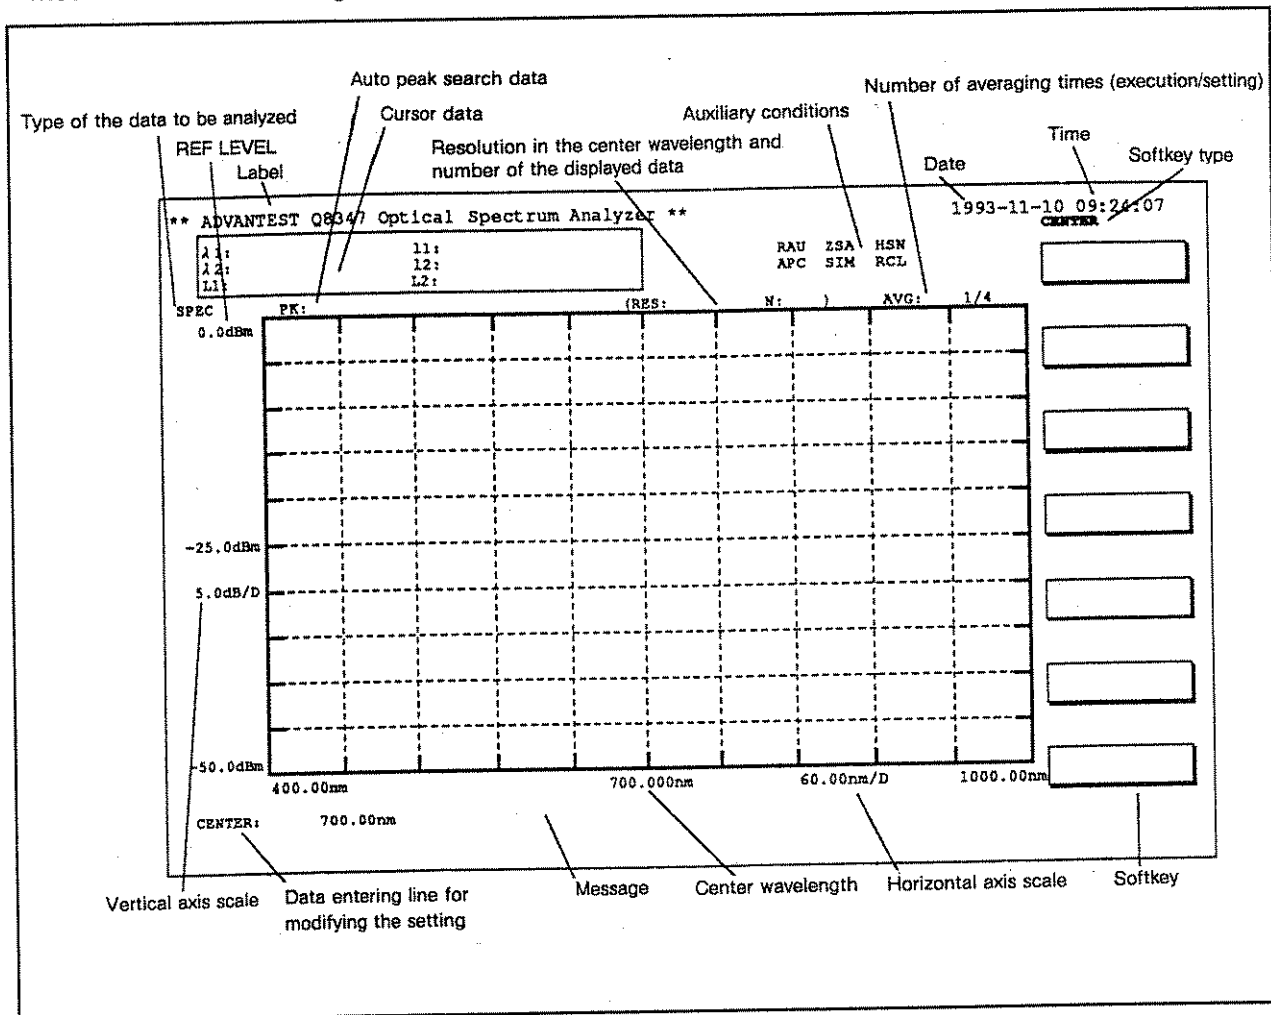 Auto peak search data
Number of averaging times (execution/setting)
Type of the data to be analyzed
Cursor data
Auxiliary conditions
REF LEVEL
Resolution in the center wavelength and
number of the displayed data
Time
Label
Date
Softkey type
** ADVANTEST Q8347 Optical Spectrum Analyzer **
1993-11-10 09:24:07
CENTER
λ1: l1:
λ2: l2:
L1: L2:
RAU ZSA HSN
APC SIM RCL
SPEC PK: (RES: N: ) AVG: 1/4
0.0dBm
-25.0dBm
5.0dB/D
-50.0dBm
400.00nm 700.000nm 60.00nm/D 1000.00nm
CENTER: 700.00nm
Vertical axis scale
Data entering line for
modifying the setting
Message
Center wavelength
Horizontal axis scale
Softkey